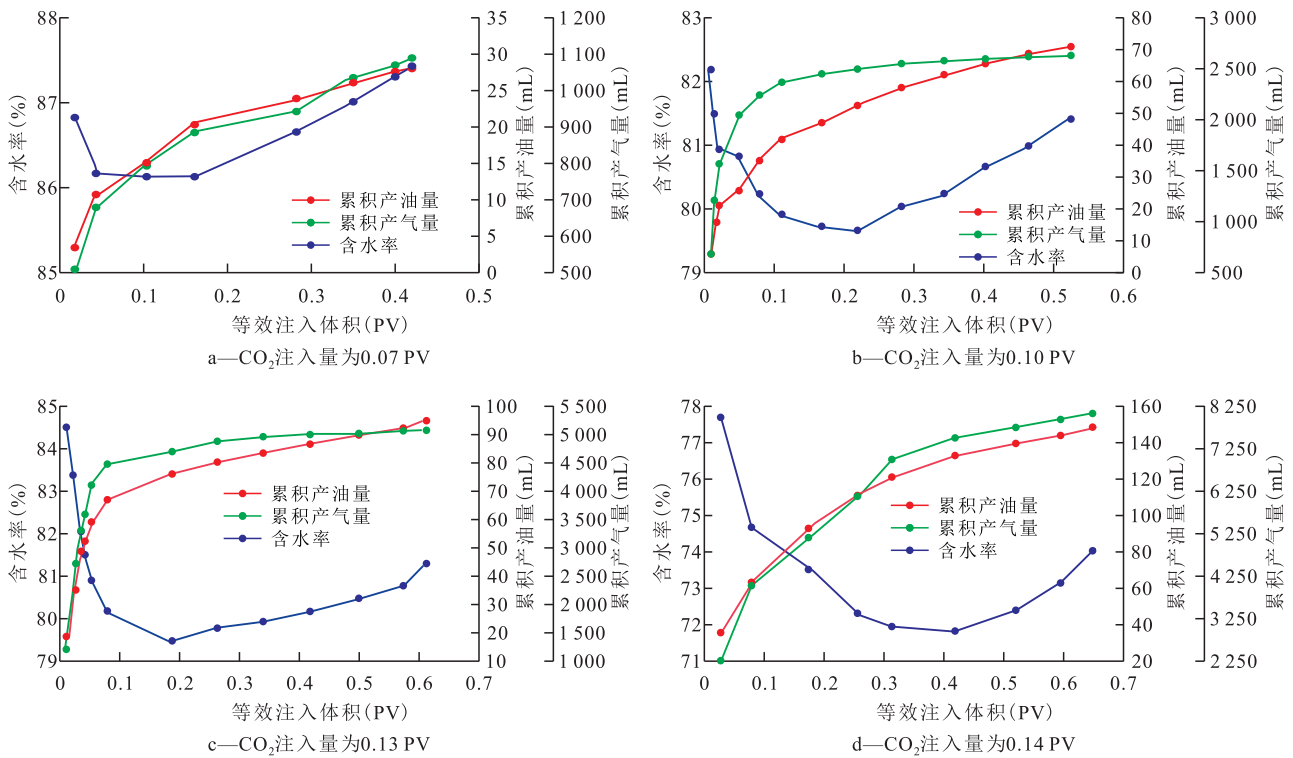 88
87
86
85
含水率(%)
35
30
25
20
15
10
5
0
累积产油量(mL)
1 200
1 100
1 000
900
800
700
600
500
累积产气量(mL)
累积产油量
累积产气量
含水率
0 0.1 0.2 0.3 0.4 0.5
等效注入体积(PV)
a—CO₂注入量为0.07 PV
83
82
81
80
79
含水率(%)
80
70
60
50
40
30
20
10
0
累积产油量(mL)
3 000
2 500
2 000
1 500
1 000
500
累积产气量(mL)
累积产油量
累积产气量
含水率
0 0.1 0.2 0.3 0.4 0.5 0.6
等效注入体积(PV)
b—CO₂注入量为0.10 PV
85
84
83
82
81
80
79
含水率(%)
100
90
80
70
60
50
40
30
20
10
累积产油量(mL)
5 500
5 000
4 500
4 000
3 500
3 000
2 500
2 000
1 500
1 000
累积产气量(mL)
累积产油量
累积产气量
含水率
0 0.1 0.2 0.3 0.4 0.5 0.6 0.7
等效注入体积(PV)
c—CO₂注入量为0.13 PV
78
77
76
75
74
73
72
71
含水率(%)
160
140
120
100
80
60
40
20
累积产油量(mL)
8 250
7 250
6 250
5 250
4 250
3 250
2 250
累积产气量(mL)
累积产油量
累积产气量
含水率
0 0.1 0.2 0.3 0.4 0.5 0.6 0.7
等效注入体积(PV)
d—CO₂注入量为0.14 PV